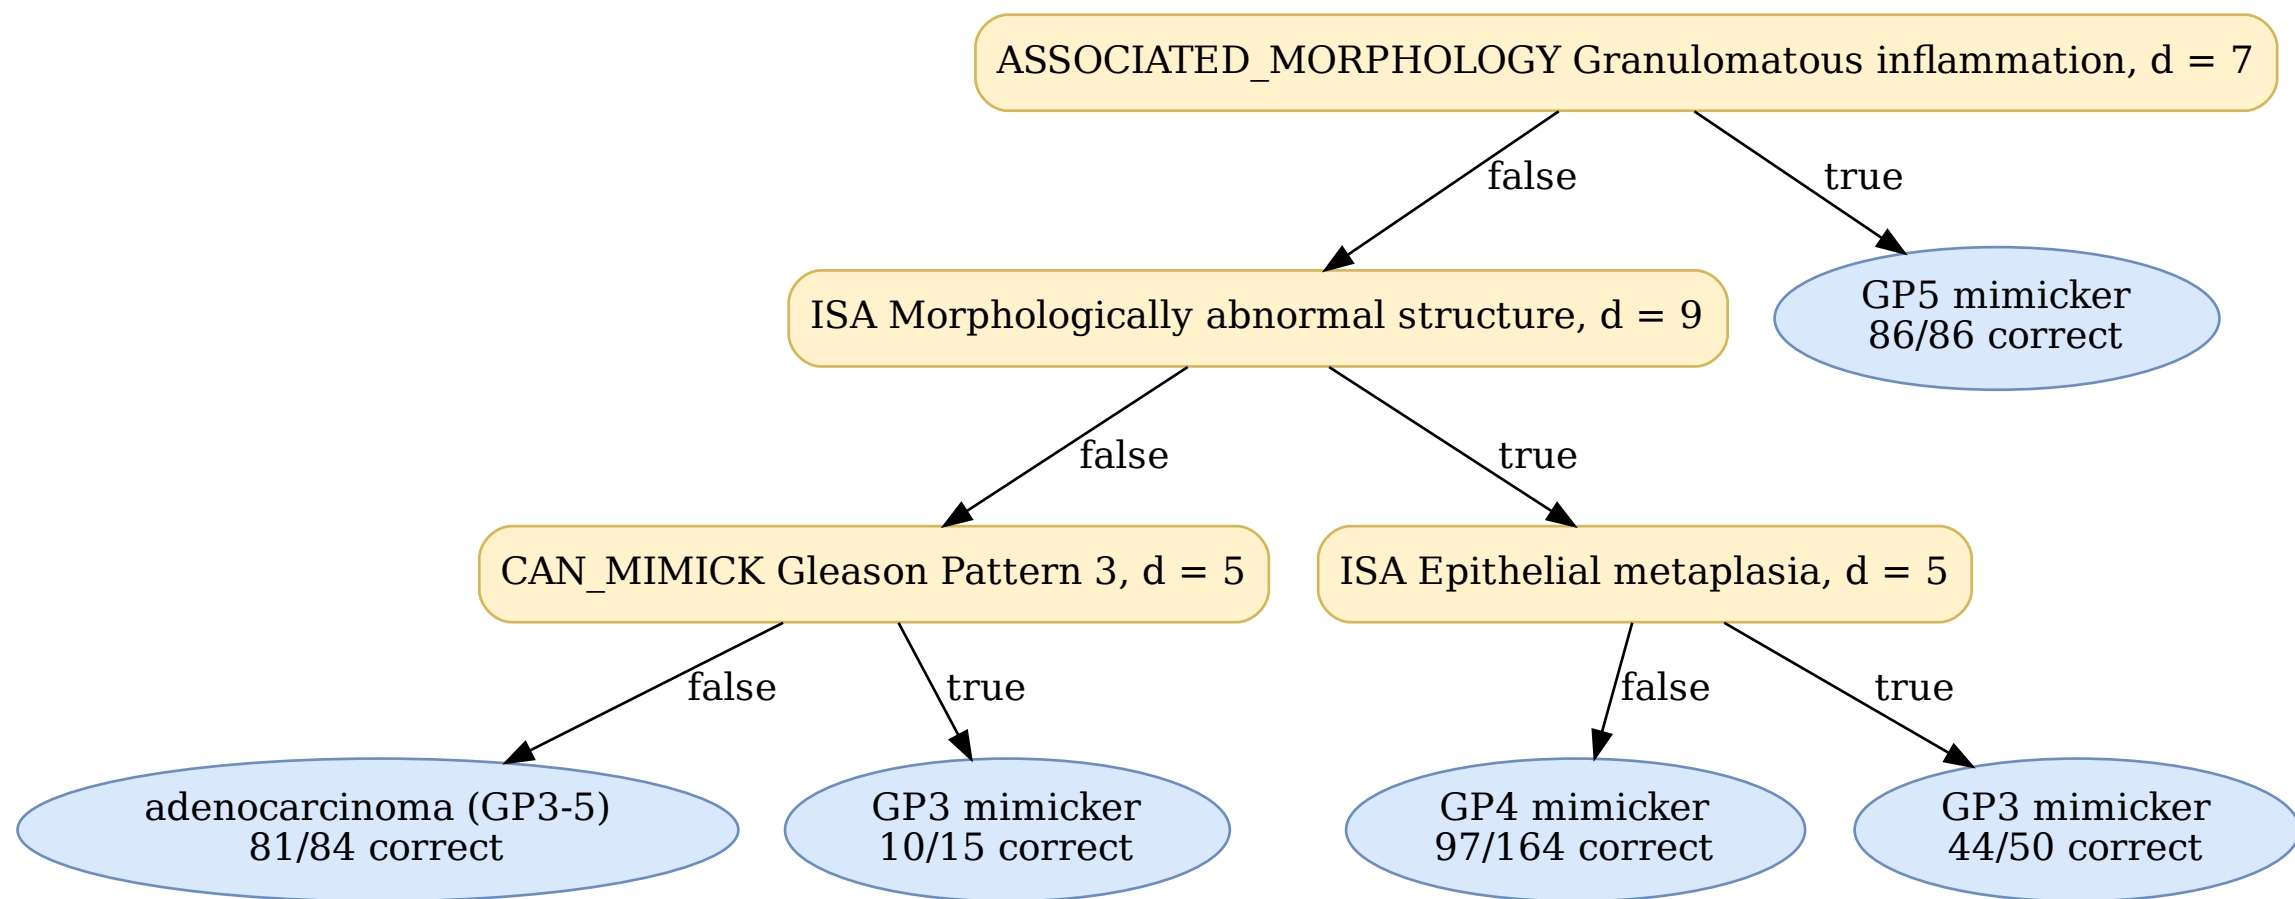 ASSOCIATED_MORPHOLOGY Granulomatous inflammation, d = 7
false
true
ISA Morphologically abnormal structure, d = 9
GP5 mimicker
86/86 correct
false
true
CAN_MIMICK Gleason Pattern 3, d = 5
ISA Epithelial metaplasia, d = 5
false
true
false
true
adenocarcinoma (GP3-5)
81/84 correct
GP3 mimicker
10/15 correct
GP4 mimicker
97/164 correct
GP3 mimicker
44/50 correct